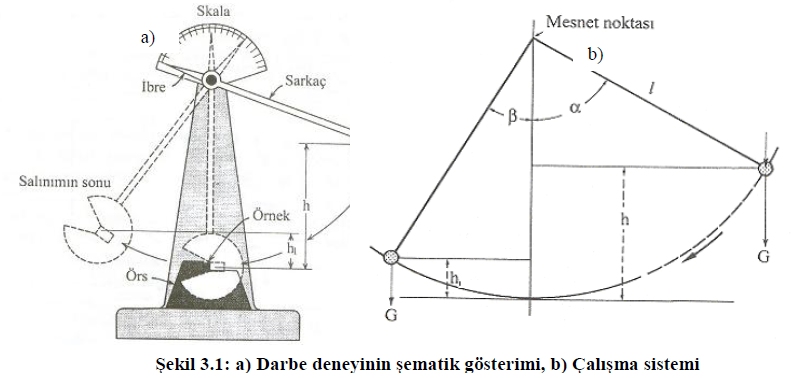 a)
Skala
İbre
Sarkaç
Salınımın sonu
h
Örnek
h₁
Örs
Mesnet noktası
b)
l
β
α
h
h₁
G
G
Şekil 3.1: a) Darbe deneyinin şematik gösterimi, b) Çalışma sistemi